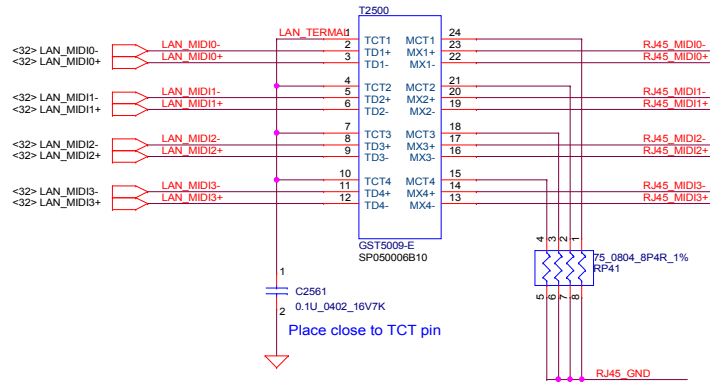 T2500
LAN_TERMAL 1 TCT1 MCT1 24
<32> LAN_MIDI0- LAN_MIDI0- 2 TD1+ MX1+ 23 RJ45_MIDI0-
<32> LAN_MIDI0+ LAN_MIDI0+ 3 TD1- MX1- 22 RJ45_MIDI0+
4 TCT2 MCT2 21
<32> LAN_MIDI1- LAN_MIDI1- 5 TD2+ MX2+ 20 RJ45_MIDI1-
<32> LAN_MIDI1+ LAN_MIDI1+ 6 TD2- MX2- 19 RJ45_MIDI1+
7 TCT3 MCT3 18
<32> LAN_MIDI2- LAN_MIDI2- 8 TD3+ MX3+ 17 RJ45_MIDI2-
<32> LAN_MIDI2+ LAN_MIDI2+ 9 TD3- MX3- 16 RJ45_MIDI2+
10 TCT4 MCT4 15
<32> LAN_MIDI3- LAN_MIDI3- 11 TD4+ MX4+ 14 RJ45_MIDI3-
<32> LAN_MIDI3+ LAN_MIDI3+ 12 TD4- MX4- 13 RJ45_MIDI3+
GST5009-E
SP050006B10
4 3 2 1
75_0804_8P4R_1%
RP41
5 6 7 8
1
C2561
0.1U_0402_16V7K
2
Place close to TCT pin
RJ45_GND